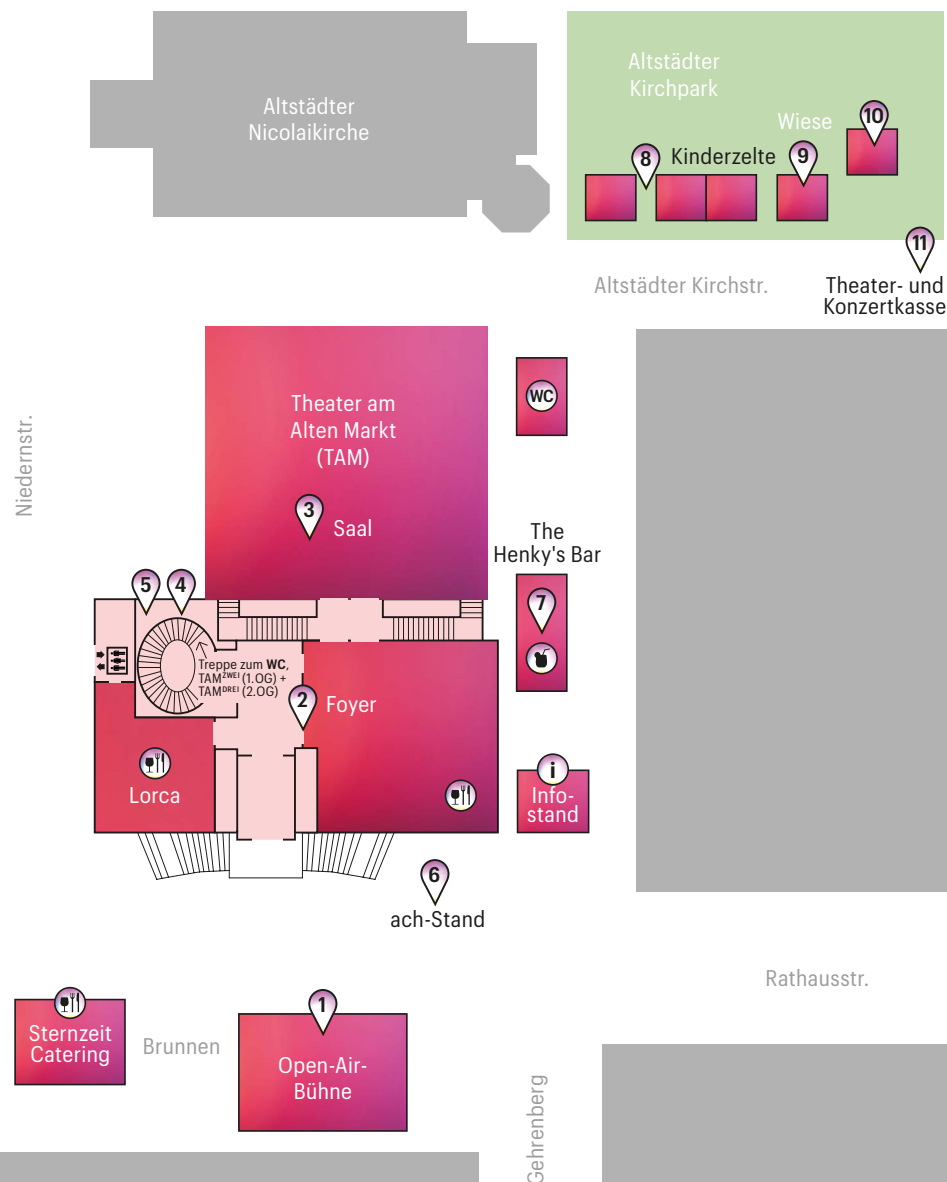 Altstädter
Nicolaikirche
Altstädter
Kirchpark
Wiese
10
8
Kinderzelte
9
11
Altstädter Kirchstr.
Theater- und
Konzertkasse
Niedernstr.
Theater am
Alten Markt
(TAM)
WC
3
Saal
The
Henky's Bar
5
4
7
Treppe zum WC,
TAMZWEI (1.OG) +
TAMDREI (2.OG)
2
Foyer
Lorca
i
Info-
stand
6
ach-Stand
Rathausstr.
Sternzeit
Catering
Brunnen
1
Open-Air-
Bühne
Gehrenberg